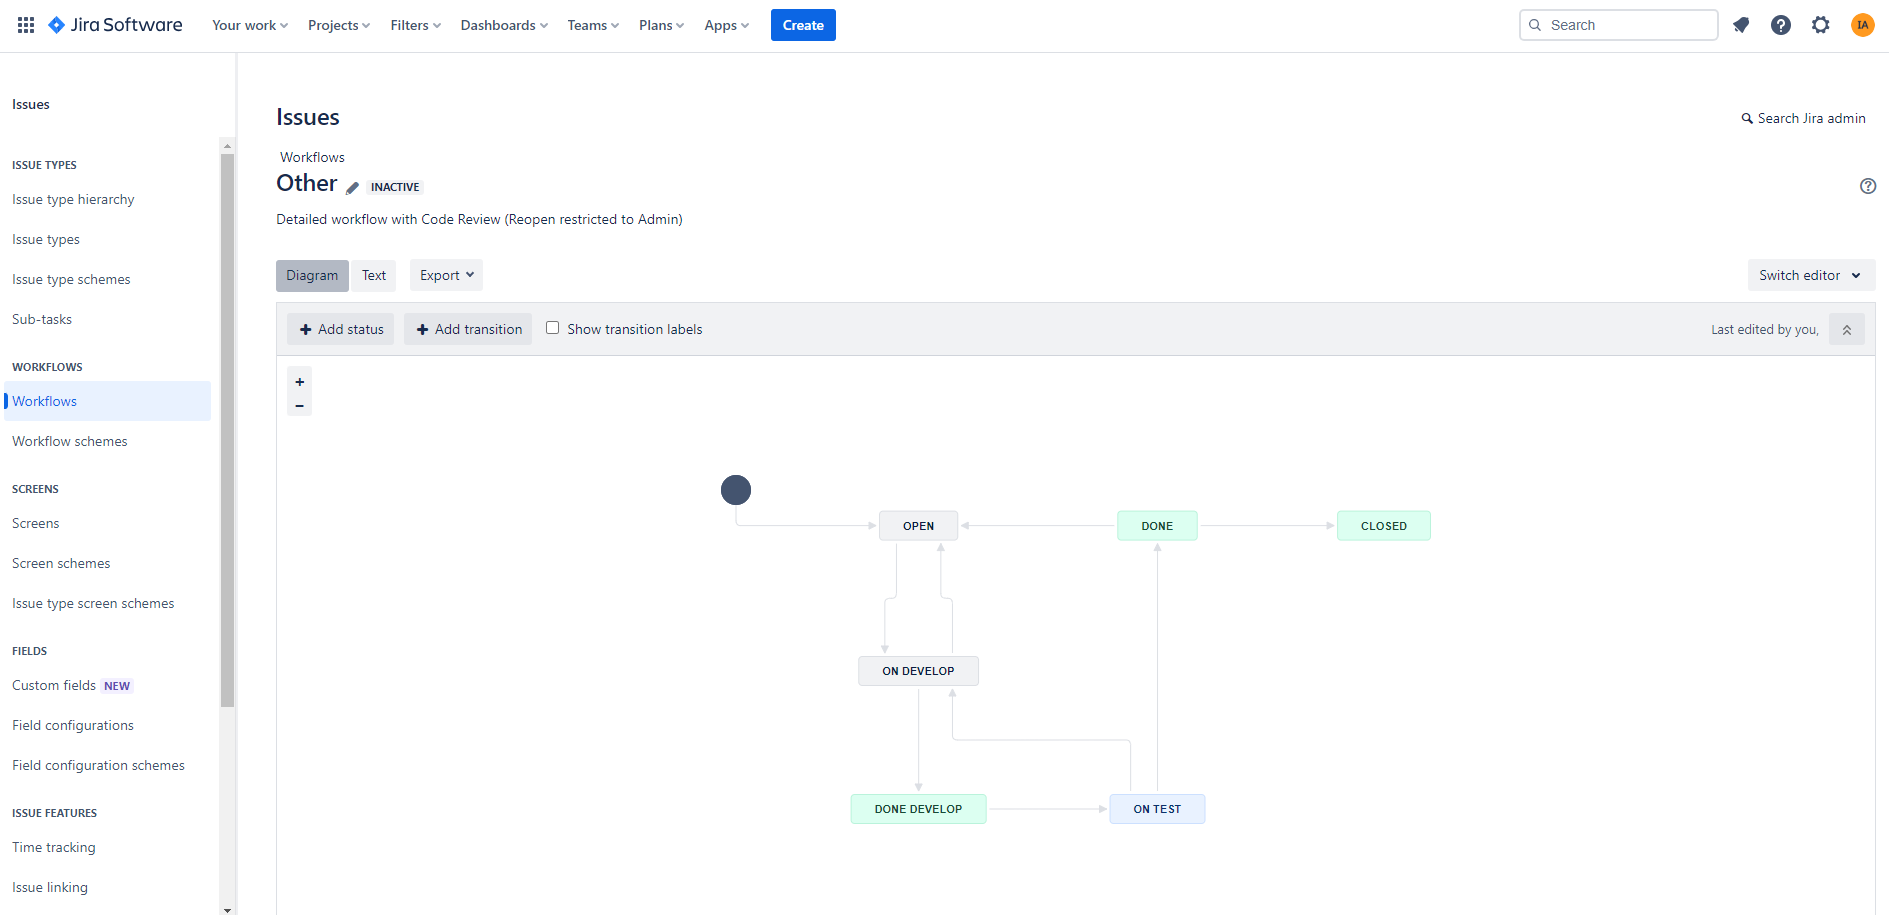 Jira Software
Your work
Projects
Filters
Dashboards
Teams
Plans
Apps
Create
Search
IA
Issues
ISSUE TYPES
Issue type hierarchy
Issue types
Issue type schemes
Sub-tasks
WORKFLOWS
Workflows
Workflow schemes
SCREENS
Screens
Screen schemes
Issue type screen schemes
FIELDS
Custom fields NEW
Field configurations
Field configuration schemes
ISSUE FEATURES
Time tracking
Issue linking
Issues
Search Jira admin
Workflows
Other INACTIVE
Detailed workflow with Code Review (Reopen restricted to Admin)
Diagram
Text
Export
Switch editor
+ Add status
+ Add transition
Show transition labels
Last edited by you,
+
−
OPEN
DONE
CLOSED
ON DEVELOP
DONE DEVELOP
ON TEST